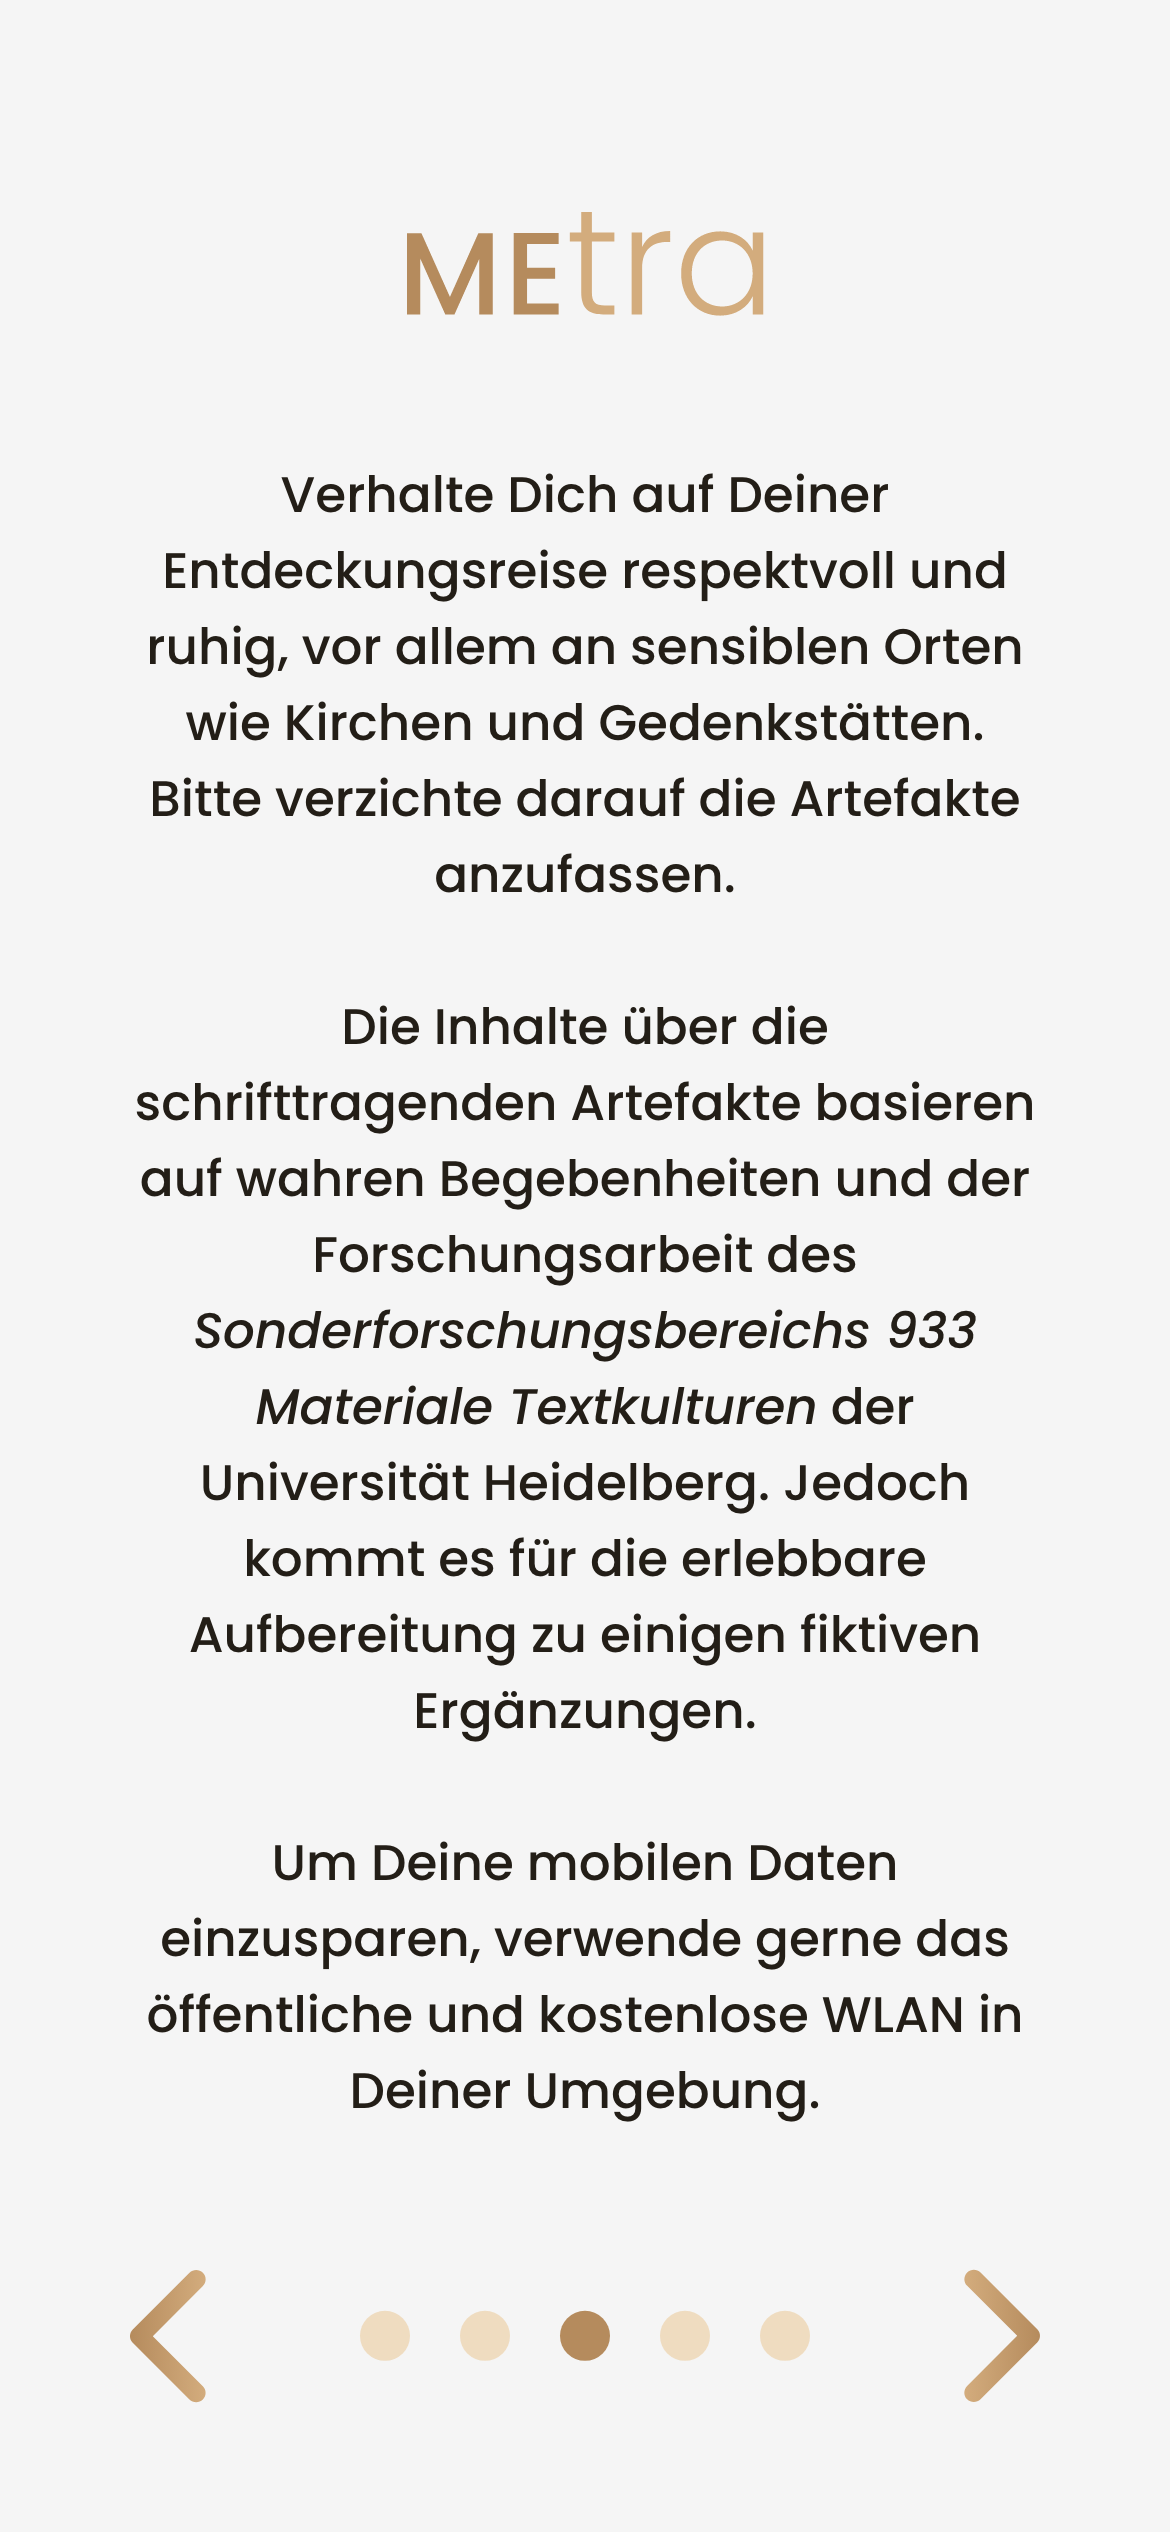 MEtra
Verhalte Dich auf Deiner
Entdeckungsreise respektvoll und
ruhig, vor allem an sensiblen Orten
wie Kirchen und Gedenkstätten.
Bitte verzichte darauf die Artefakte
anzufassen.
Die Inhalte über die
schrifttragenden Artefakte basieren
auf wahren Begebenheiten und der
Forschungsarbeit des
Sonderforschungsbereichs 933
Materiale Textkulturen der
Universität Heidelberg. Jedoch
kommt es für die erlebbare
Aufbereitung zu einigen fiktiven
Ergänzungen.
Um Deine mobilen Daten
einzusparen, verwende gerne das
öffentliche und kostenlose WLAN in
Deiner Umgebung.